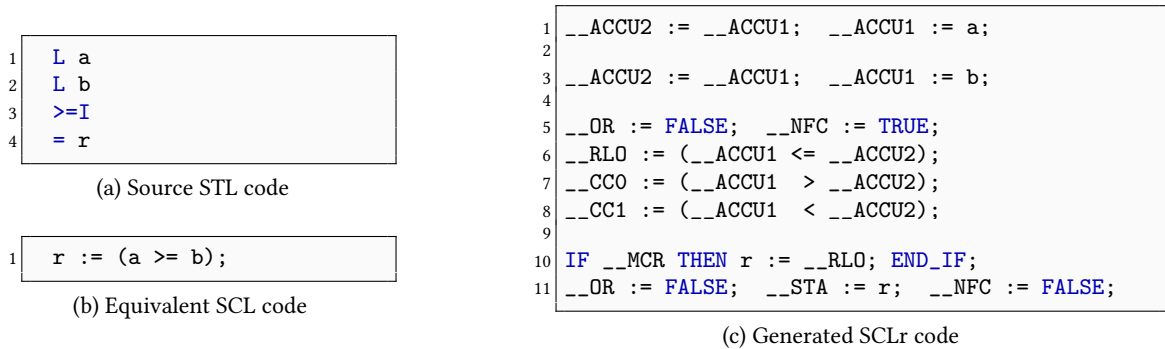 1 L a
2 L b
3 >=I
4 = r
(a) Source STL code
1 r := (a >= b);
(b) Equivalent SCL code
1 __ACCU2 := __ACCU1; __ACCU1 := a;
2
3 __ACCU2 := __ACCU1; __ACCU1 := b;
4
5 __OR := FALSE; __NFC := TRUE;
6 __RLO := (__ACCU1 <= __ACCU2);
7 __CC0 := (__ACCU1 > __ACCU2);
8 __CC1 := (__ACCU1 < __ACCU2);
9
10 IF __MCR THEN r := __RLO; END_IF;
11 __OR := FALSE; __STA := r; __NFC := FALSE;
(c) Generated SCLr code